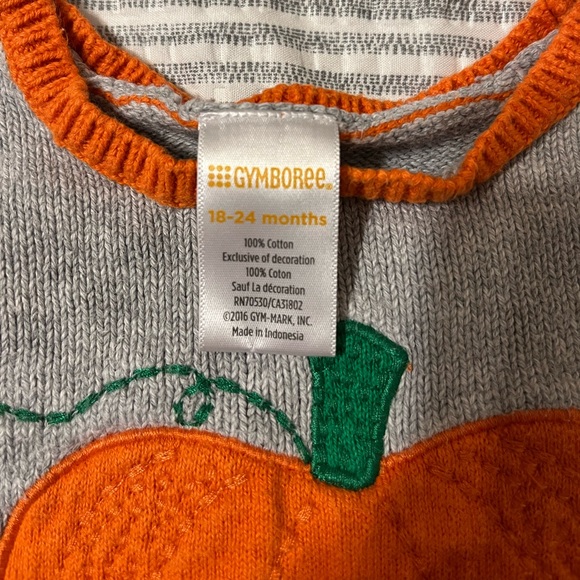 GYMBOREE®
18-24 months
100% Cotton
Exclusive of decoration
100% Coton
Sauf La décoration
RN70530/CA31802
©2016 GYM-MARK, INC.
Made in Indonesia